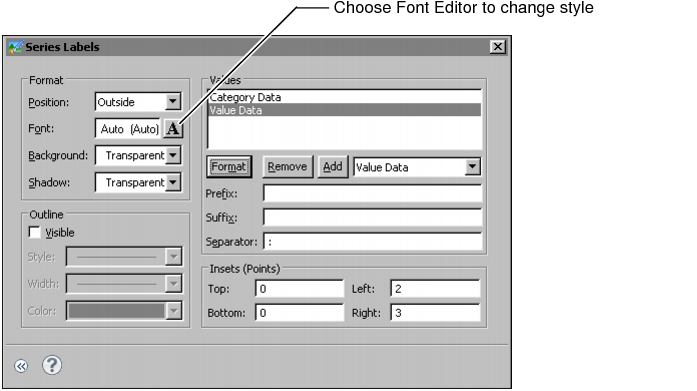 Choose Font Editor to change style
Series Labels
Format
Position: Outside
Font: Auto (Auto) A
Background: Transparent
Shadow: Transparent
Outline
Visible
Style:
Width:
Color:
Values
Category Data
Value Data
Format Remove Add Value Data
Prefix:
Suffix:
Separator: :
Insets (Points)
Top: 0 Left: 2
Bottom: 0 Right: 3
?